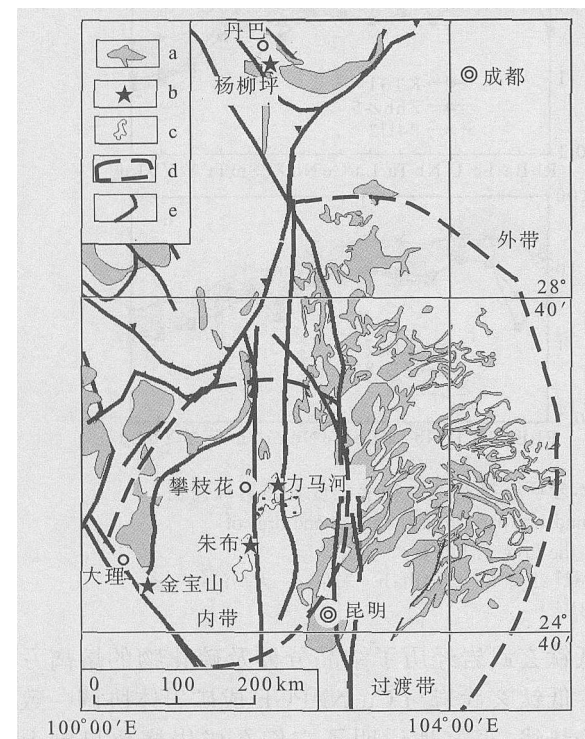 a
b
c
d
e
丹巴
杨柳坪
成都
外带
28°
40′
攀枝花
力马河
朱布
大理
金宝山
内带
昆明
24°
40′
0 100 200km
过渡带
100°00′E
104°00′E